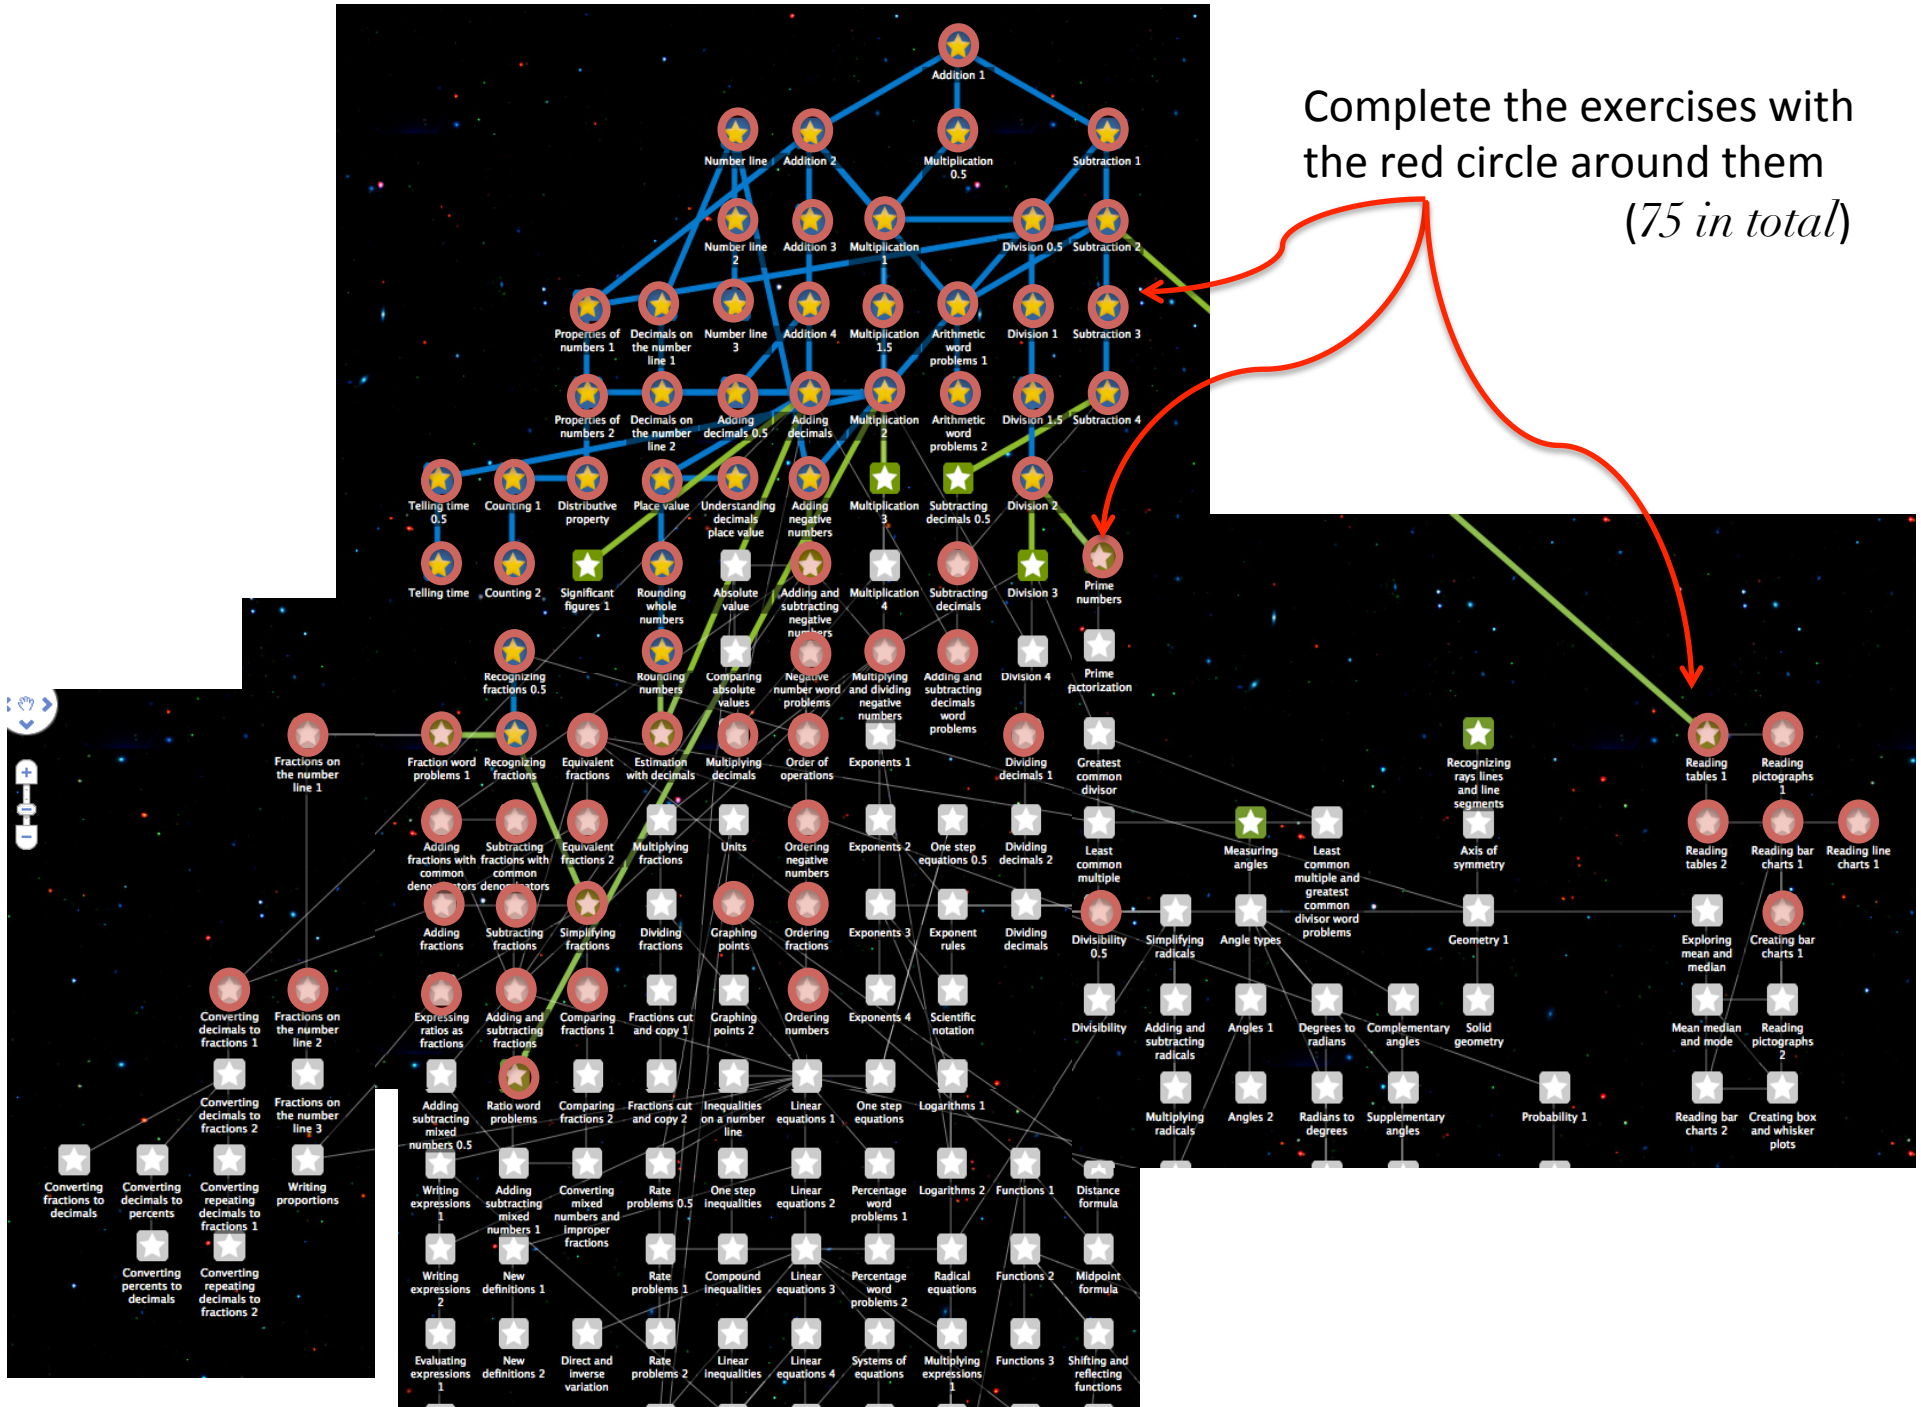 Complete the exercises with
the red circle around them
(75 in total)
Addition 1
Number line
Addition 2
Multiplication
0.5
Subtraction 1
Number line
2
Addition 3
Multiplication
1
Division 0.5
Subtraction 2
Properties of
numbers 1
Decimals on
the number
line 1
Number line
3
Addition 4
Multiplication
1.5
Arithmetic
word
problems 1
Division 1
Subtraction 3
Properties of
numbers 2
Decimals on
the number
line 2
Adding
decimals 0.5
Adding
decimals
Multiplication
2
Arithmetic
word
problems 2
Division 1.5
Subtraction 4
Telling time
0.5
Counting 1
Distributive
property
Place value
Understanding
decimals
place value
Adding
negative
numbers
Multiplication
3
Subtracting
decimals 0.5
Division 2
Telling time
Counting 2
Significant
figures 1
Rounding
whole
numbers
Absolute
value
Adding and
subtracting
negative
numbers
Multiplication
4
Subtracting
decimals
Division 3
Prime
numbers
Recognizing
fractions 0.5
Rounding
numbers
Comparing
absolute
values
Negative
number word
problems
Multiplying
and dividing
negative
numbers
Adding and
subtracting
decimals
word
problems
Division 4
Prime
factorization
Fractions on
the number
line 1
Fraction word
problems 1
Recognizing
fractions
Equivalent
fractions
Estimation
with decimals
Multiplying
decimals
Order of
operations
Exponents 1
Dividing
decimals 1
Greatest
common
divisor
Recognizing
rays lines
and line
segments
Reading
tables 1
Reading
pictographs
1
Adding
fractions with
common
denominators
Subtracting
fractions with
common
denominators
Equivalent
fractions 2
Multiplying
fractions
Units
Ordering
negative
numbers
Exponents 2
One step
equations 0.5
Dividing
decimals 2
Least
common
multiple
Measuring
angles
Least
common
multiple and
greatest
common
divisor word
problems
Axis of
symmetry
Reading
tables 2
Reading bar
charts 1
Reading line
charts 1
Adding
fractions
Subtracting
fractions
Simplifying
fractions
Dividing
fractions
Graphing
points
Ordering
fractions
Exponents 3
Exponent
rules
Dividing
decimals
Divisibility
0.5
Simplifying
radicals
Angle types
Geometry 1
Exploring
mean and
median
Creating bar
charts 1
Converting
decimals to
fractions 1
Fractions on
the number
line 2
Expressing
ratios as
fractions
Adding and
subtracting
fractions
Comparing
fractions 1
Fractions cut
and copy 1
Graphing
points 2
Ordering
numbers
Exponents 4
Scientific
notation
Divisibility
Adding and
subtracting
radicals
Angles 1
Degrees to
radians
Complementary
angles
Solid
geometry
Mean median
and mode
Reading
pictographs
2
Converting
decimals to
fractions 2
Fractions on
the number
line 3
Adding
subtracting
mixed
numbers 0.5
Ratio word
problems
Comparing
fractions 2
Fractions cut
and copy 2
Inequalities
on a number
line
Linear
equations 1
One step
equations
Logarithms 1
Multiplying
radicals
Angles 2
Radians to
degrees
Supplementary
angles
Probability 1
Reading bar
charts 2
Creating box
and whisker
plots
Converting
fractions to
decimals
Converting
decimals to
percents
Converting
repeating
decimals to
fractions 1
Writing
proportions
Writing
expressions
1
Adding
subtracting
mixed
numbers 1
Converting
mixed
numbers and
improper
fractions
Rate
problems 0.5
One step
inequalities
Linear
equations 2
Percentage
word
problems 1
Logarithms 2
Functions 1
Distance
formula
Converting
percents to
decimals
Converting
repeating
decimals to
fractions 2
Writing
expressions
2
New
definitions 1
Rate
problems 1
Compound
inequalities
Linear
equations 3
Percentage
word
problems 2
Radical
equations
Functions 2
Midpoint
formula
Evaluating
expressions
1
New
definitions 2
Direct and
inverse
variation
Rate
problems 2
Linear
inequalities
Linear
equations 4
Systems of
equations
Multiplying
expressions
1
Functions 3
Shifting and
reflecting
functions